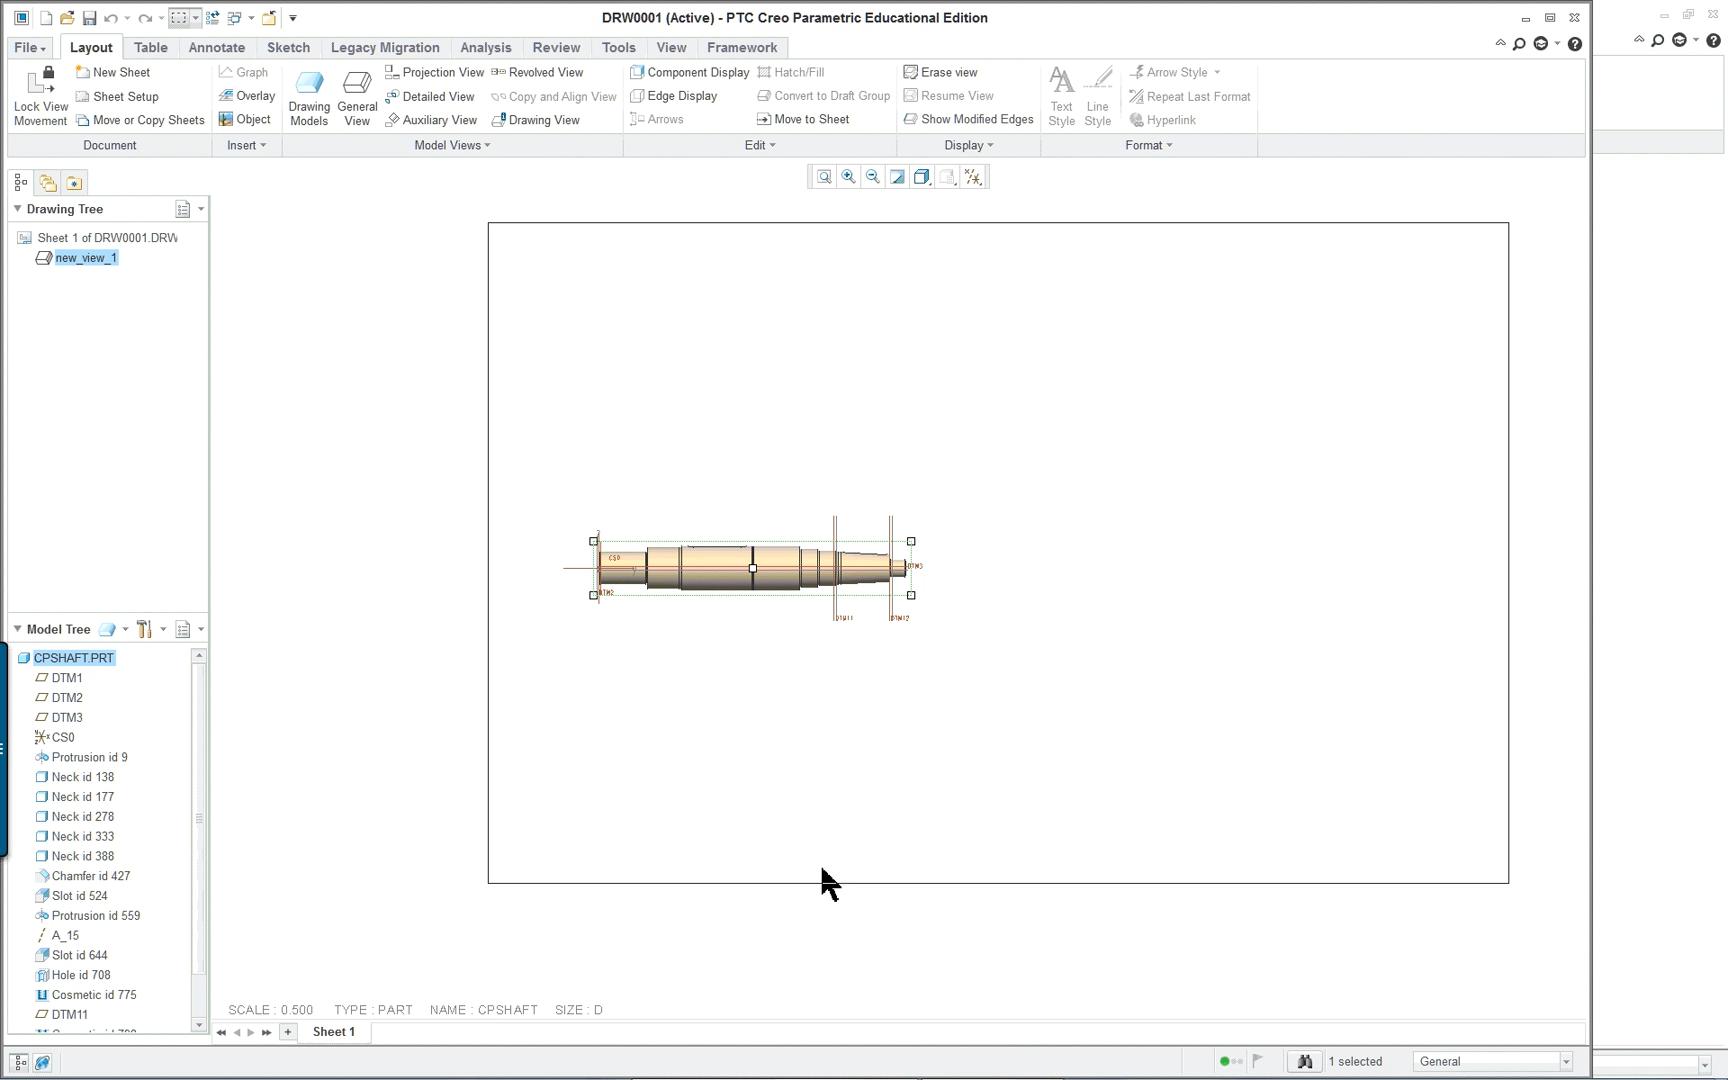 DRW0001 (Active) - PTC Creo Parametric Educational Edition
File Layout Table Annotate Sketch Legacy Migration Analysis Review Tools View Framework
Lock View Movement
New Sheet
Sheet Setup
Move or Copy Sheets
Document
Graph
Overlay
Object
Insert
Drawing Models
General View
Projection View
Detailed View
Auxiliary View
Revolved View
Copy and Align View
Drawing View
Model Views
Component Display
Edge Display
Arrows
Hatch/Fill
Convert to Draft Group
Move to Sheet
Edit
Erase view
Resume View
Show Modified Edges
Display
Text Style
Line Style
Arrow Style
Repeat Last Format
Hyperlink
Format
Drawing Tree
Sheet 1 of DRW0001.DRW
new_view_1
CS0
DTM3
DTM2
DTM11
DTM12
Model Tree
CPSHAFT.PRT
DTM1
DTM2
DTM3
CS0
Protrusion id 9
Neck id 138
Neck id 177
Neck id 278
Neck id 333
Neck id 388
Chamfer id 427
Slot id 524
Protrusion id 559
A_15
Slot id 644
Hole id 708
Cosmetic id 775
DTM11
SCALE : 0.500 TYPE : PART NAME : CPSHAFT SIZE : D
Sheet 1
1 selected
General